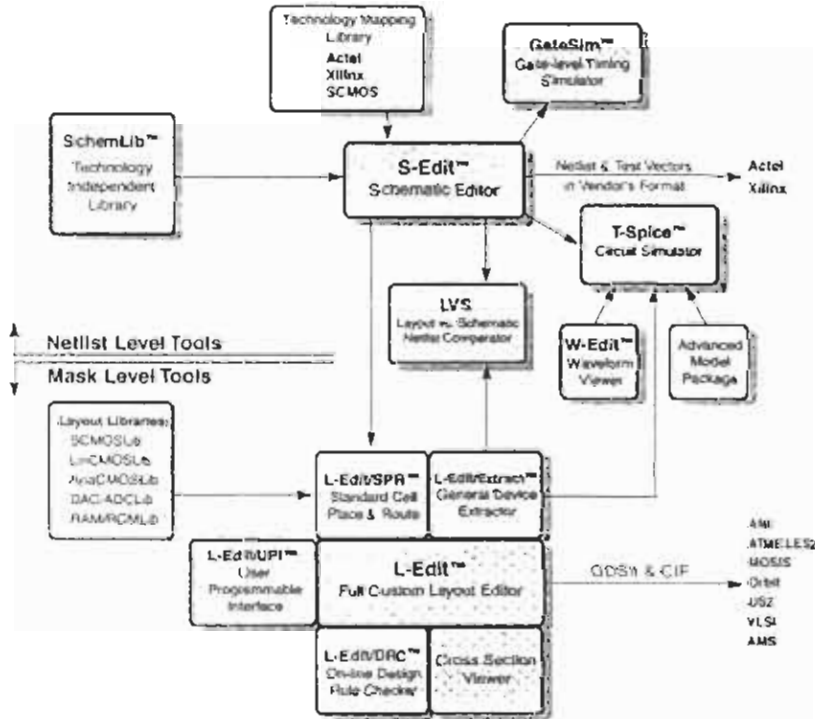 Technology Mapping
Library
Actel
Xilinx
SCMOS
GateSim™
Gate-level Timing
Simulator
SchemLib™
Technology
Independent
Library
S-Edit™
Schematic Editor
Netlist & Test Vectors
in Vendor's Format
Actel
Xilinx
T-Spice™
Circuit Simulator
LVS
Layout vs. Schematic
Netlist Comparator
W-Edit™
Waveform
Viewer
Advanced
Model
Package
Netlist Level Tools
Mask Level Tools
Layout Libraries:
SCMOSLib
LinCMOSLib
AnaCMOSLib
DAC/ADCLib
RAM/ROMLib
L-Edit/SPR™
Standard Cell
Place & Route
L-Edit/Extract™
General Device
Extractor
L-Edit/UPI™
User
Programmable
Interface
L-Edit™
Full Custom Layout Editor
GDSII & CIF
AMI
MOSIS
Orbit
VLSI
AMS
L-Edit/DRC™
On-line Design
Rule Checker
Cross Section
Viewer